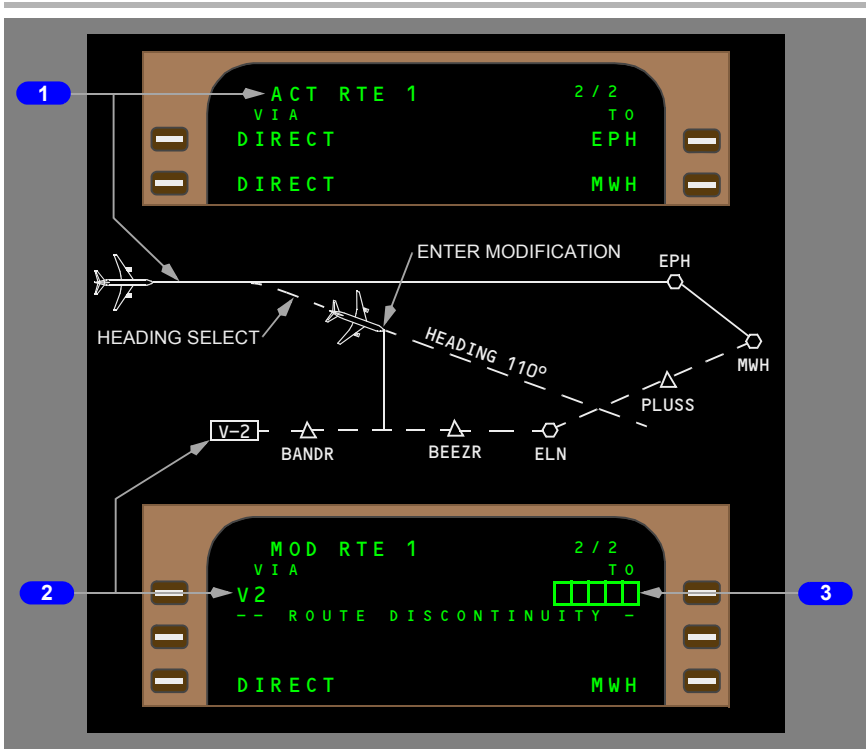 1
ACT RTE 1 2/2
VIA TO
DIRECT EPH
DIRECT MWH
ENTER MODIFICATION
EPH
HEADING SELECT
HEADING 110º
MWH
PLUSS
V-2
BANDR
BEEZR
ELN
MOD RTE 1 2/2
VIA TO
2
V2
3
-- ROUTE DISCONTINUITY -
DIRECT MWH